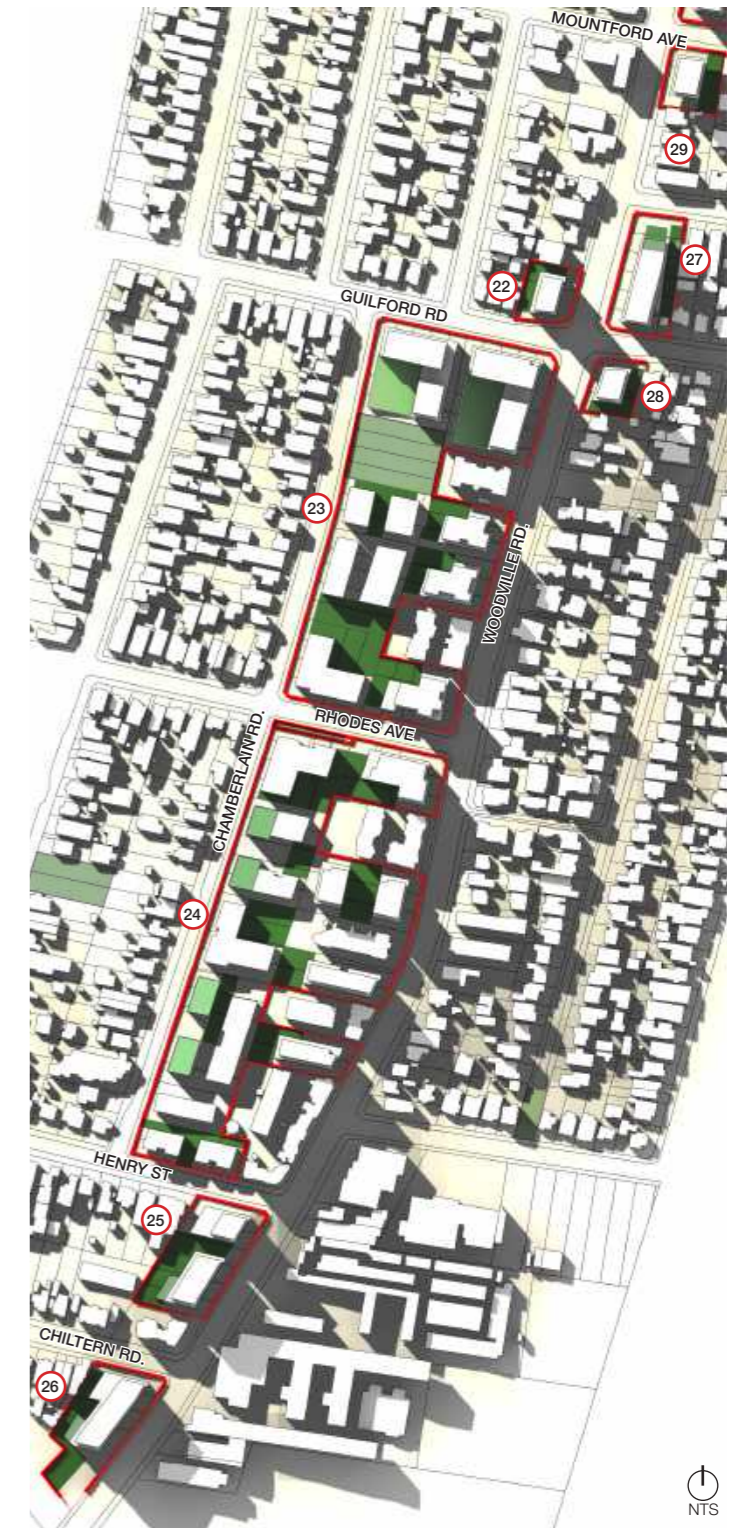 MOUNTFORD AVE
29
27
22
GUILFORD RD
28
23
WOODVILLE RD.
RHODES AVE
CHAMBERLAIN RD.
24
HENRY ST
25
CHILTERN RD.
26
NTS